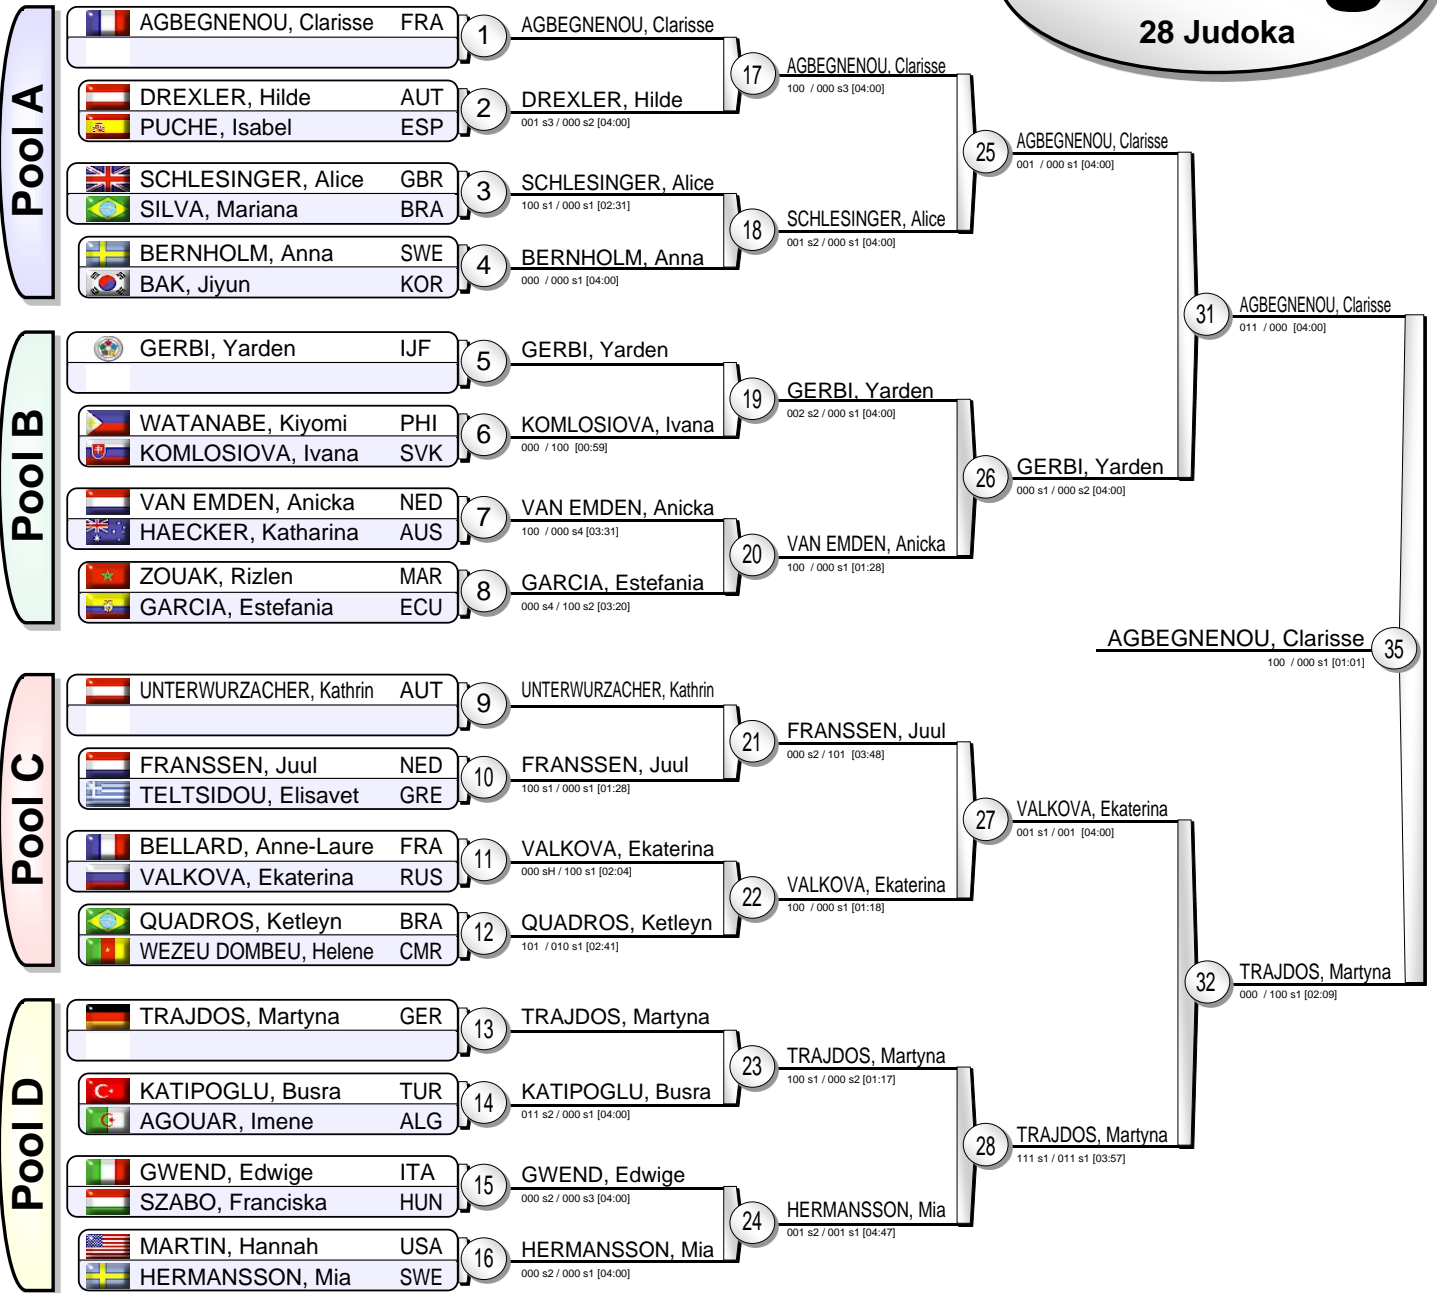 28 Judoka
Pool A
AGBEGNENOU, Clarisse FRA
1
DREXLER, Hilde AUT
PUCHE, Isabel ESP
2
SCHLESINGER, Alice GBR
SILVA, Mariana BRA
3
BERNHOLM, Anna SWE
BAK, Jiyun KOR
4
AGBEGNENOU, Clarisse
DREXLER, Hilde
001 s3 / 000 s2 [04:00]
17
SCHLESINGER, Alice
100 s1 / 000 s1 [02:31]
BERNHOLM, Anna
000 / 000 s1 [04:00]
18
AGBEGNENOU, Clarisse
100 / 000 s3 [04:00]
SCHLESINGER, Alice
001 s2 / 000 s1 [04:00]
25
AGBEGNENOU, Clarisse
001 / 000 s1 [04:00]
Pool B
GERBI, Yarden IJF
5
WATANABE, Kiyomi PHI
KOMLOSIOVA, Ivana SVK
6
VAN EMDEN, Anicka NED
HAECKER, Katharina AUS
7
ZOUAK, Rizlen MAR
GARCIA, Estefania ECU
8
GERBI, Yarden
KOMLOSIOVA, Ivana
000 / 100 [00:59]
19
VAN EMDEN, Anicka
100 / 000 s4 [03:31]
GARCIA, Estefania
000 s4 / 100 s2 [03:20]
20
GERBI, Yarden
002 s2 / 000 s1 [04:00]
VAN EMDEN, Anicka
100 / 000 s1 [01:28]
26
GERBI, Yarden
000 s1 / 000 s2 [04:00]
31
AGBEGNENOU, Clarisse
011 / 000 [04:00]
Pool C
UNTERWURZACHER, Kathrin AUT
9
FRANSSEN, Juul NED
TELTSIDOU, Elisavet GRE
10
BELLARD, Anne-Laure FRA
VALKOVA, Ekaterina RUS
11
QUADROS, Ketleyn BRA
WEZEU DOMBEU, Helene CMR
12
UNTERWURZACHER, Kathrin
FRANSSEN, Juul
100 s1 / 000 s1 [01:28]
21
VALKOVA, Ekaterina
000 sH / 100 s1 [02:04]
QUADROS, Ketleyn
101 / 010 s1 [02:41]
22
FRANSSEN, Juul
000 s2 / 101 [03:48]
VALKOVA, Ekaterina
100 / 000 s1 [01:18]
27
VALKOVA, Ekaterina
001 s1 / 001 [04:00]
Pool D
TRAJDOS, Martyna GER
13
KATIPOGLU, Busra TUR
AGOUAR, Imene ALG
14
GWEND, Edwige ITA
SZABO, Franciska HUN
15
MARTIN, Hannah USA
HERMANSSON, Mia SWE
16
TRAJDOS, Martyna
KATIPOGLU, Busra
011 s2 / 000 s1 [04:00]
23
GWEND, Edwige
000 s2 / 000 s3 [04:00]
HERMANSSON, Mia
000 s2 / 000 s1 [04:00]
24
TRAJDOS, Martyna
100 s1 / 000 s2 [01:17]
HERMANSSON, Mia
001 s2 / 001 s1 [04:47]
28
TRAJDOS, Martyna
111 s1 / 011 s1 [03:57]
32
TRAJDOS, Martyna
000 / 100 s1 [02:09]
AGBEGNENOU, Clarisse
100 / 000 s1 [01:01]
35